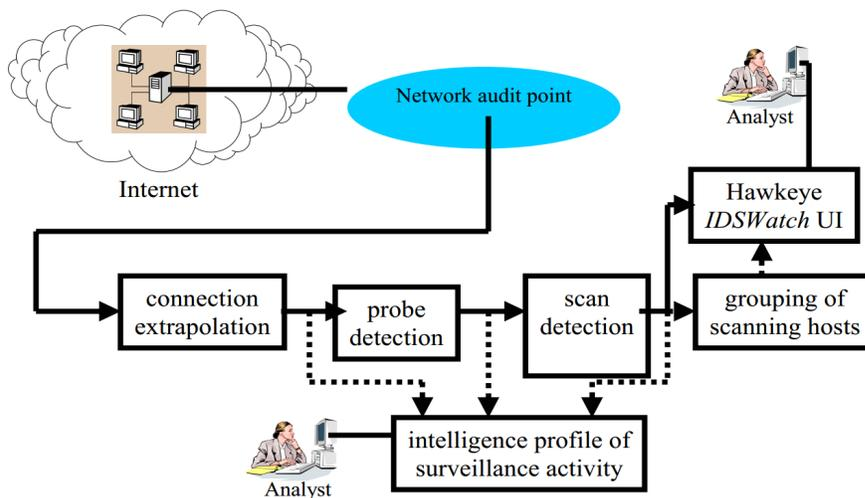 Network audit point
Analyst
Internet
Hawkeye
IDSWatch UI
connection
extrapolation
probe
detection
scan
detection
grouping of
scanning hosts
intelligence profile of
surveillance activity
Analyst